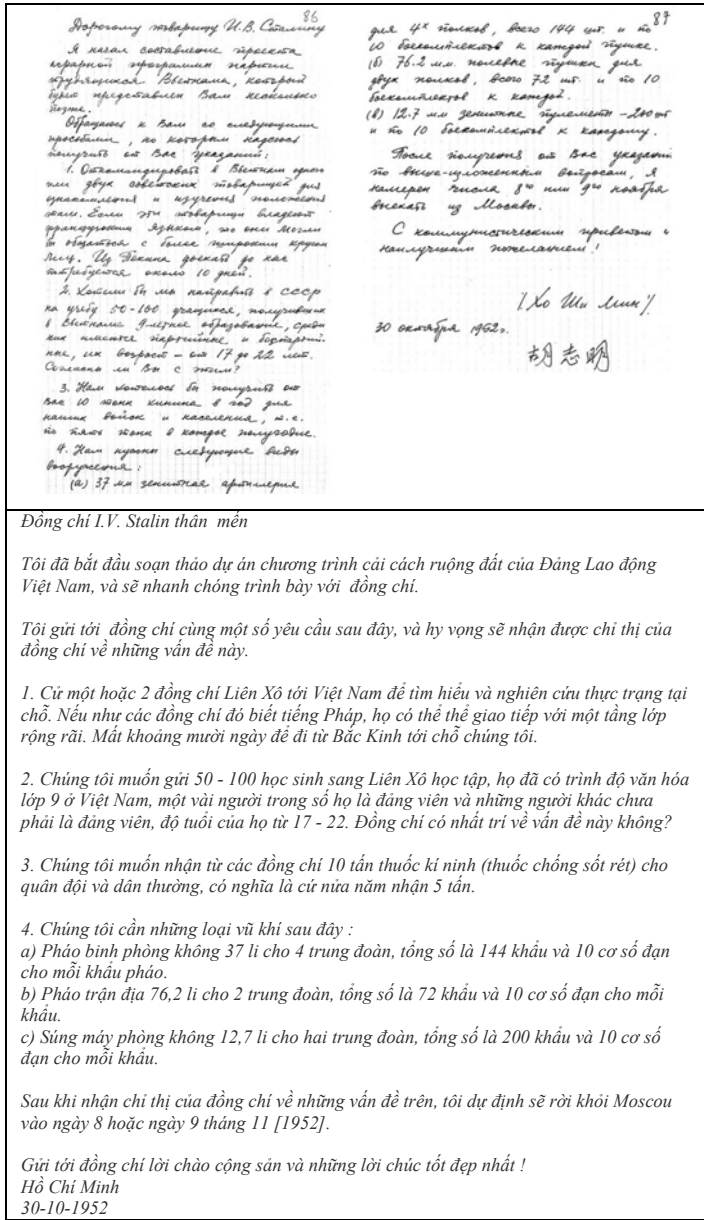 86
Дорогому товарищу И.В. Сталину
Я начал составление проекта
аграрной программы партии
трудящихся Вьетнама, который
будет представлен Вам несколько
позже.
Обращаюсь к Вам со следующими
просьбами, по которым надеюсь
получить от Вас указаний:
1. Откомандировать в Вьетнам одного
или двух советских товарищей для
ознакомления и изучения положения
там. Если эти товарищи владеют
французским языком, то они могли
бы общаться с более широким кругом
лиц. Из Пекина доехать до нас
потребуется около 10 дней.
2. Хотели бы мы направить в СССР
на учебу 50-100 учащихся, получивших
в Вьетнаме 9-летнее образование, среди
них имеются партийные и беспартий-
ные, их возраст – от 17 до 22 лет.
Согласны ли Вы с этим?
3. Нам хотелось бы получить от
Вас 10 тонн хинина в год для
наших войск и населения, т.е.
по пять тонн в каждое полугодие.
4. Нам нужны следующие виды
вооружения:
(а) 37 мм зенитная артиллерия
87
для 4х полков, всего 144 шт. и по
10 боекомплектов к каждой пушке.
(б) 76.2 мм. полевые пушки для
двух полков, всего 72 шт. и по 10
боекомплектов к каждой.
(в) 12.7 мм зенитные пулеметы – 200 шт
и по 10 боекомплектов к каждому.
После получения от Вас указаний
по выше-изложенным вопросам, я
намерен числа 8го или 9го ноября
выехать из Москвы.
С коммунистическим приветом и
наилучшим пожеланием!
/Хо Ши Мин/
30 октября 1952г.
胡志明
Đồng chí I.V. Stalin thân mến
Tôi đã bắt đầu soạn thảo dự án chương trình cải cách ruộng đất của Đảng Lao động
Việt Nam, và sẽ nhanh chóng trình bày với đồng chí.
Tôi gửi tới đồng chí cùng một số yêu cầu sau đây, và hy vọng sẽ nhận được chỉ thị của
đồng chí về những vấn đề này.
1. Cử một hoặc 2 đồng chí Liên Xô tới Việt Nam để tìm hiểu và nghiên cứu thực trạng tại
chỗ. Nếu như các đồng chí đó biết tiếng Pháp, họ có thể thể giao tiếp với một tầng lớp
rộng rãi. Mất khoảng mười ngày để đi từ Bắc Kinh tới chỗ chúng tôi.
2. Chúng tôi muốn gửi 50 - 100 học sinh sang Liên Xô học tập, họ đã có trình độ văn hóa
lớp 9 ở Việt Nam, một vài người trong số họ là đảng viên và những người khác chưa
phải là đảng viên, độ tuổi của họ từ 17 - 22. Đồng chí có nhất trí về vấn đề này không?
3. Chúng tôi muốn nhận từ các đồng chí 10 tấn thuốc kí ninh (thuốc chống sốt rét) cho
quân đội và dân thường, có nghĩa là cứ nửa năm nhận 5 tấn.
4. Chúng tôi cần những loại vũ khí sau đây :
a) Pháo binh phòng không 37 li cho 4 trung đoàn, tổng số là 144 khẩu và 10 cơ số đạn
cho mỗi khẩu pháo.
b) Pháo trận địa 76,2 li cho 2 trung đoàn, tổng số là 72 khẩu và 10 cơ số đạn cho mỗi
khẩu.
c) Súng máy phòng không 12,7 li cho hai trung đoàn, tổng số là 200 khẩu và 10 cơ số
đạn cho mỗi khẩu.
Sau khi nhận chỉ thị của đồng chí về những vấn đề trên, tôi dự định sẽ rời khỏi Moscou
vào ngày 8 hoặc ngày 9 tháng 11 [1952].
Gửi tới đồng chí lời chào cộng sản và những lời chúc tốt đẹp nhất !
Hồ Chí Minh
30-10-1952